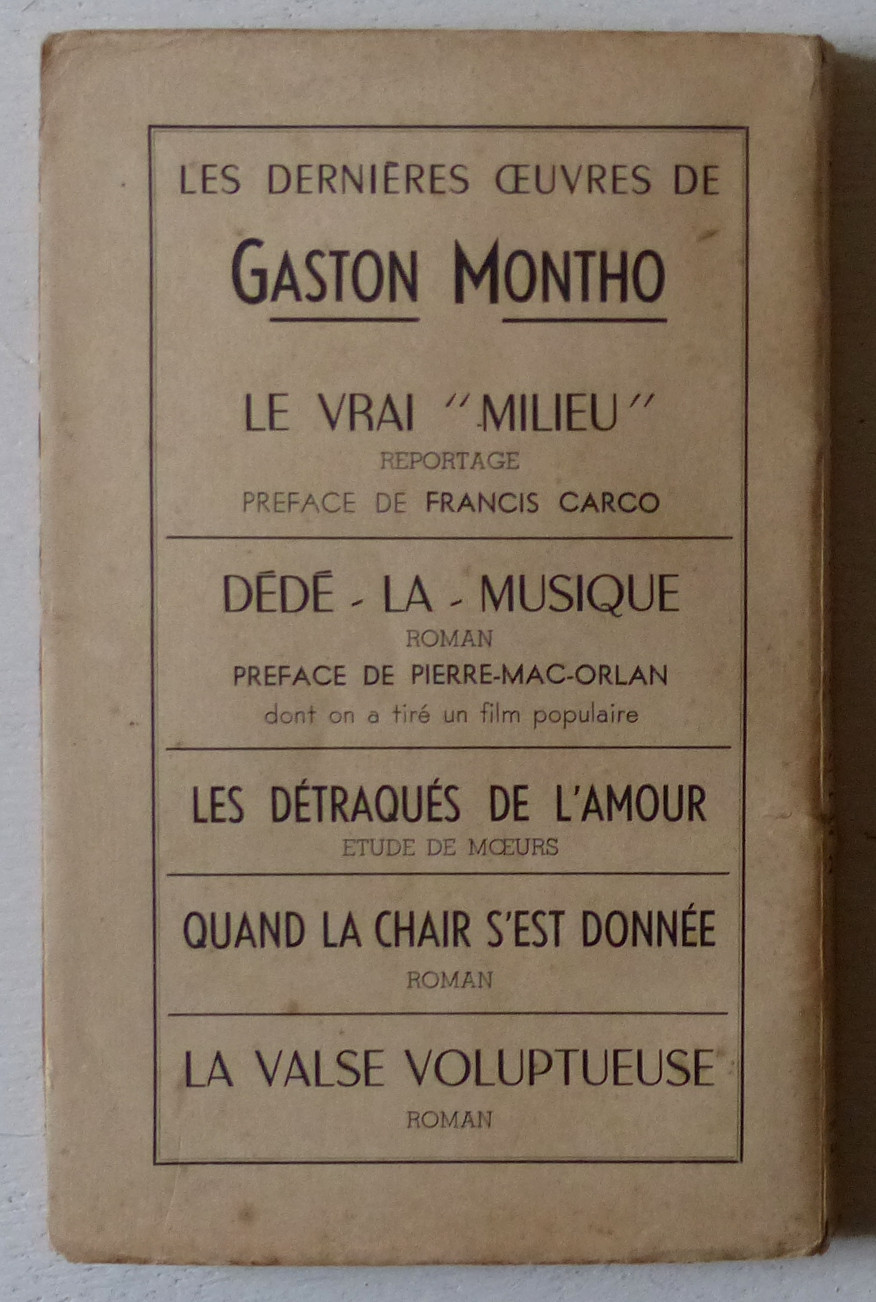 LES DERNIÈRES ŒUVRES DE
GASTON MONTHO
LE VRAI "MILIEU"
REPORTAGE
PREFACE DE FRANCIS CARCO
DÉDÉ - LA - MUSIQUE
ROMAN
PREFACE DE PIERRE-MAC-ORLAN
dont on a tiré un film populaire
LES DÉTRAQUÉS DE L'AMOUR
ETUDE DE MŒURS
QUAND LA CHAIR S'EST DONNÉE
ROMAN
LA VALSE VOLUPTUEUSE
ROMAN